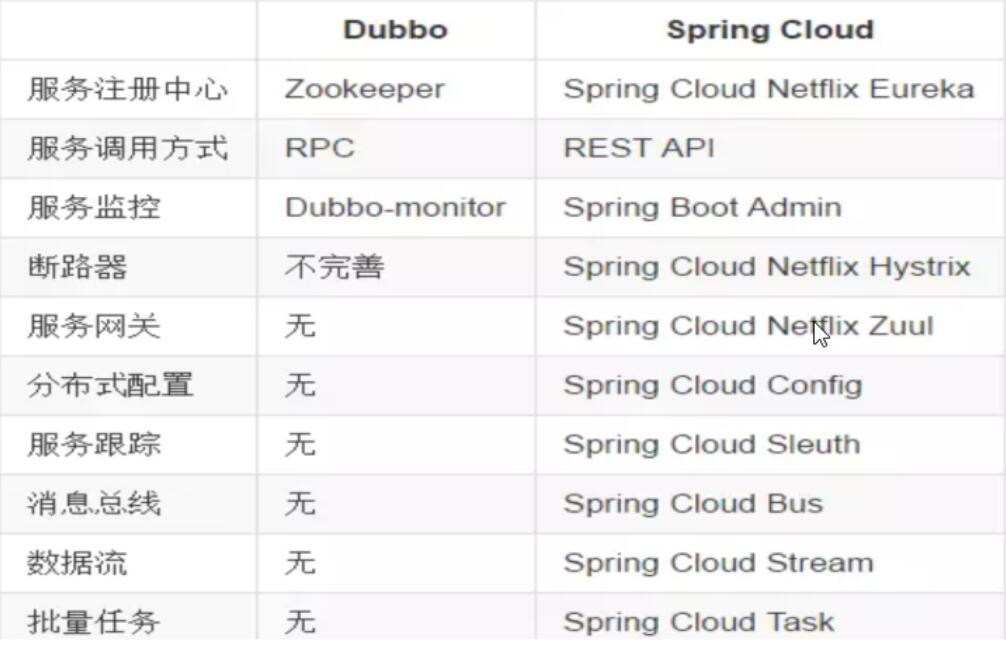 Dubbo Spring Cloud
服务注册中心 Zookeeper Spring Cloud Netflix Eureka
服务调用方式 RPC REST API
服务监控 Dubbo-monitor Spring Boot Admin
断路器 不完善 Spring Cloud Netflix Hystrix
服务网关 无 Spring Cloud Netflix Zuul
分布式配置 无 Spring Cloud Config
服务跟踪 无 Spring Cloud Sleuth
消息总线 无 Spring Cloud Bus
数据流 无 Spring Cloud Stream
批量任务 无 Spring Cloud Task